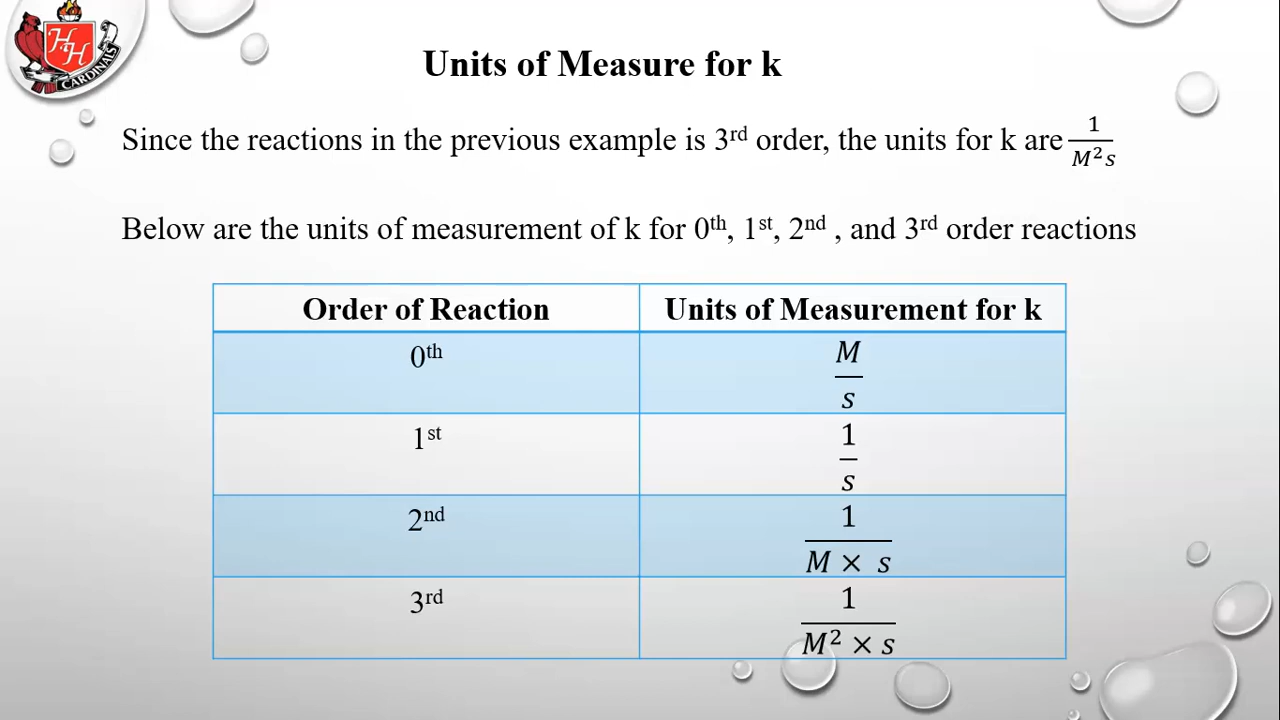 HH
CARDINALS
Units of Measure for k
Since the reactions in the previous example is 3rd order, the units for k are 1/M²s
Below are the units of measurement of k for 0th, 1st, 2nd , and 3rd order reactions
Order of Reaction Units of Measurement for k
0th M/s
1st 1/s
2nd 1/(M × s)
3rd 1/(M² × s)